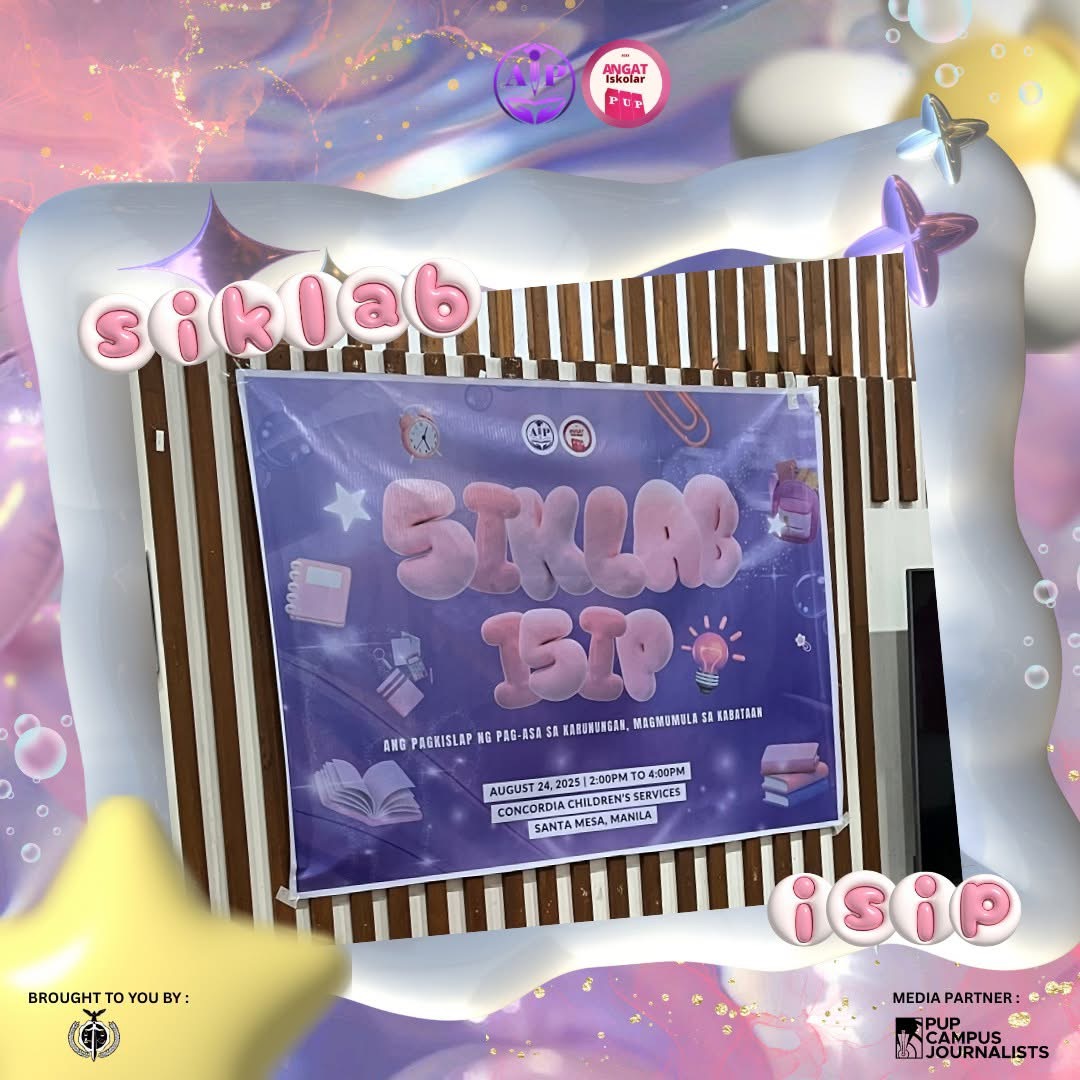 AIP
ANGAT
Iskolar
PUP
siklab
SIKLAB
ISIP
ANG PAGKISLAP NG PAG-ASA SA KARUNUNGAN, MAGMUMULA SA KABATAAN
AUGUST 24, 2025 | 2:00PM TO 4:00PM
CONCORDIA CHILDREN'S SERVICES
SANTA MESA, MANILA
isip
BROUGHT TO YOU BY :
MEDIA PARTNER :
PUP
CAMPUS
JOURNALISTS